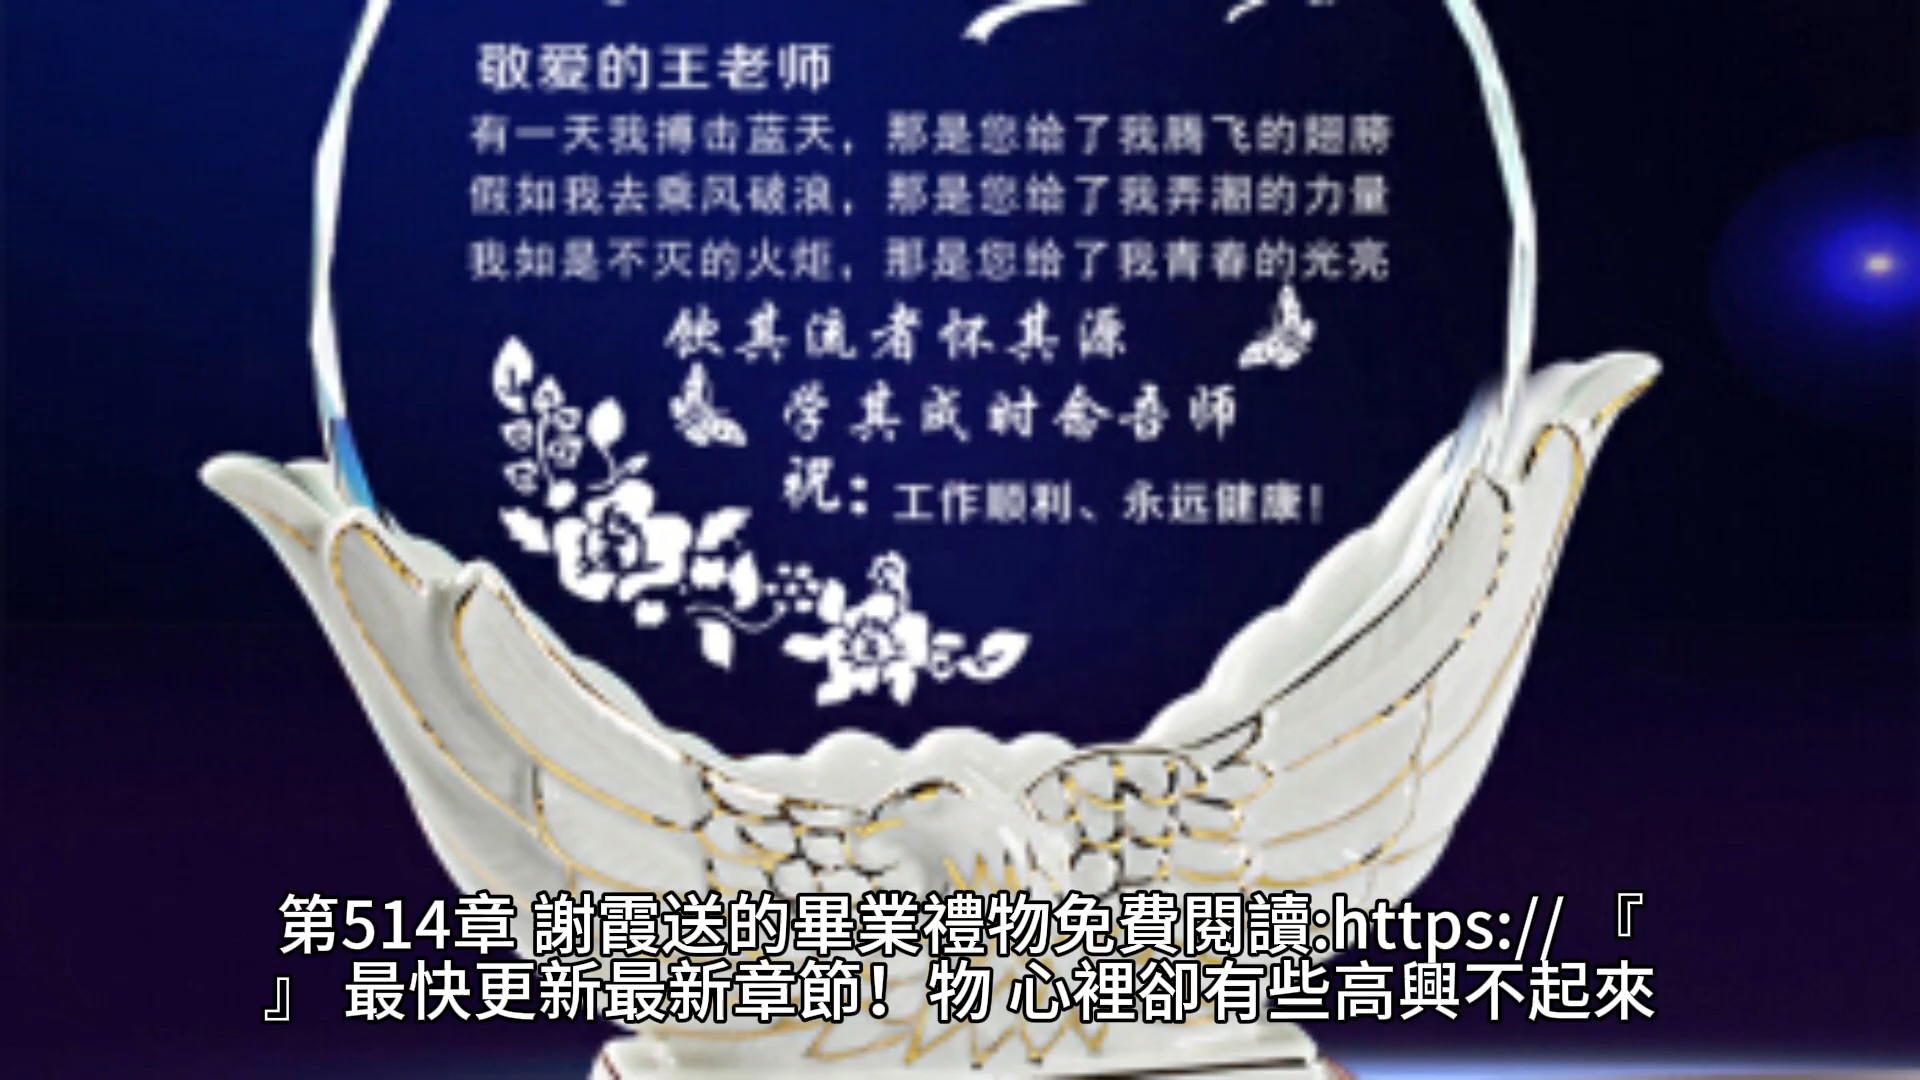 敬爱的王老师
有一天我搏击蓝天，那是您给了我腾飞的翅膀
假如我去乘风破浪，那是您给了我弄潮的力量
我如是不灭的火炬，那是您给了我青春的光亮
饮其流者怀其源
学其成时念吾师
祝：工作顺利、永远健康！
第514章 謝霞送的畢業禮物免費閱讀:https:// 『
』 最快更新最新章節！物 心裡卻有些高興不起來